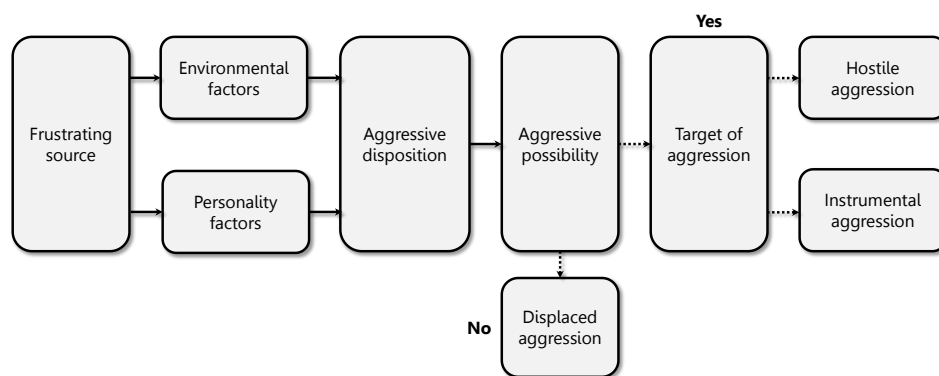 Yes
Frustrating
source
Environmental
factors
Personality
factors
Aggressive
disposition
Aggressive
possibility
Target of
aggression
Hostile
aggression
Instrumental
aggression
No
Displaced
aggression